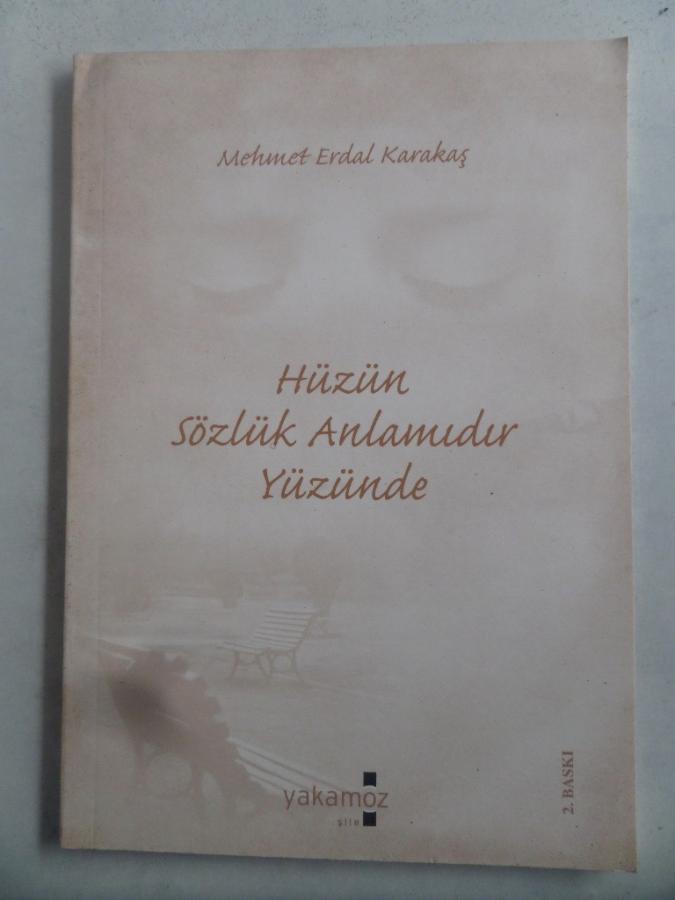 Mehmet Erdal Karakaş
Hüzün
Sözlük Anlamıdır
Yüzünde
yakamoz
şiir
2. BASKI